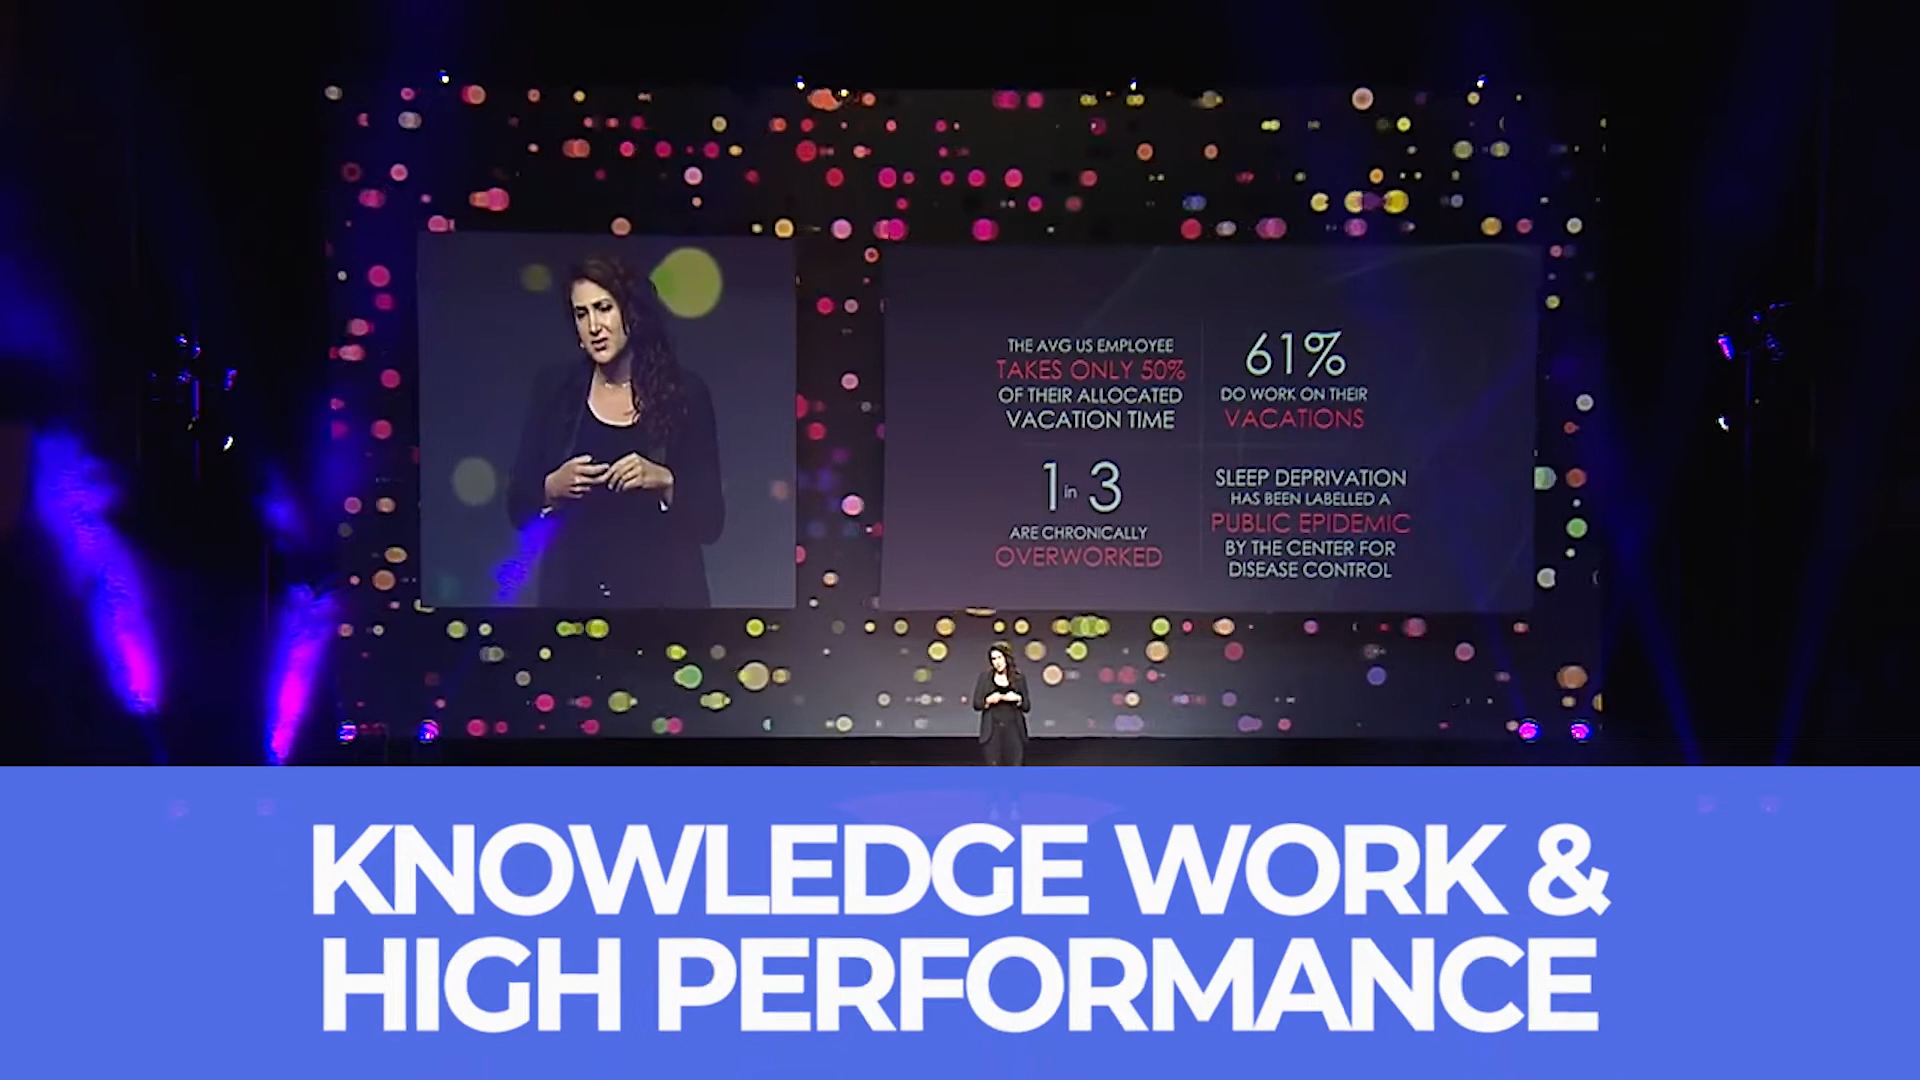 THE AVG US EMPLOYEE
TAKES ONLY 50%
OF THEIR ALLOCATED
VACATION TIME
61%
DO WORK ON THEIR
VACATIONS
1 in 3
ARE CHRONICALLY
OVERWORKED
SLEEP DEPRIVATION
HAS BEEN LABELLED A
PUBLIC EPIDEMIC
BY THE CENTER FOR
DISEASE CONTROL
KNOWLEDGE WORK &
HIGH PERFORMANCE